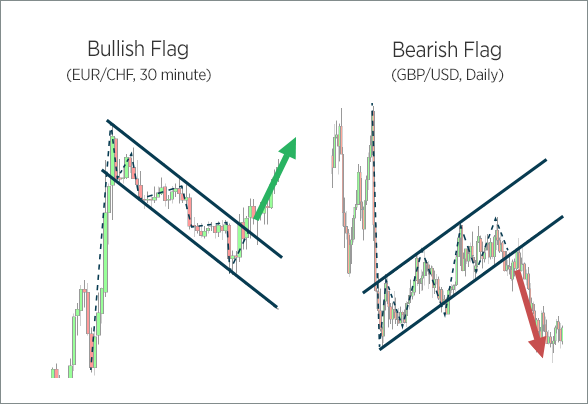 Bullish Flag
(EUR/CHF, 30 minute)
Bearish Flag
(GBP/USD, Daily)